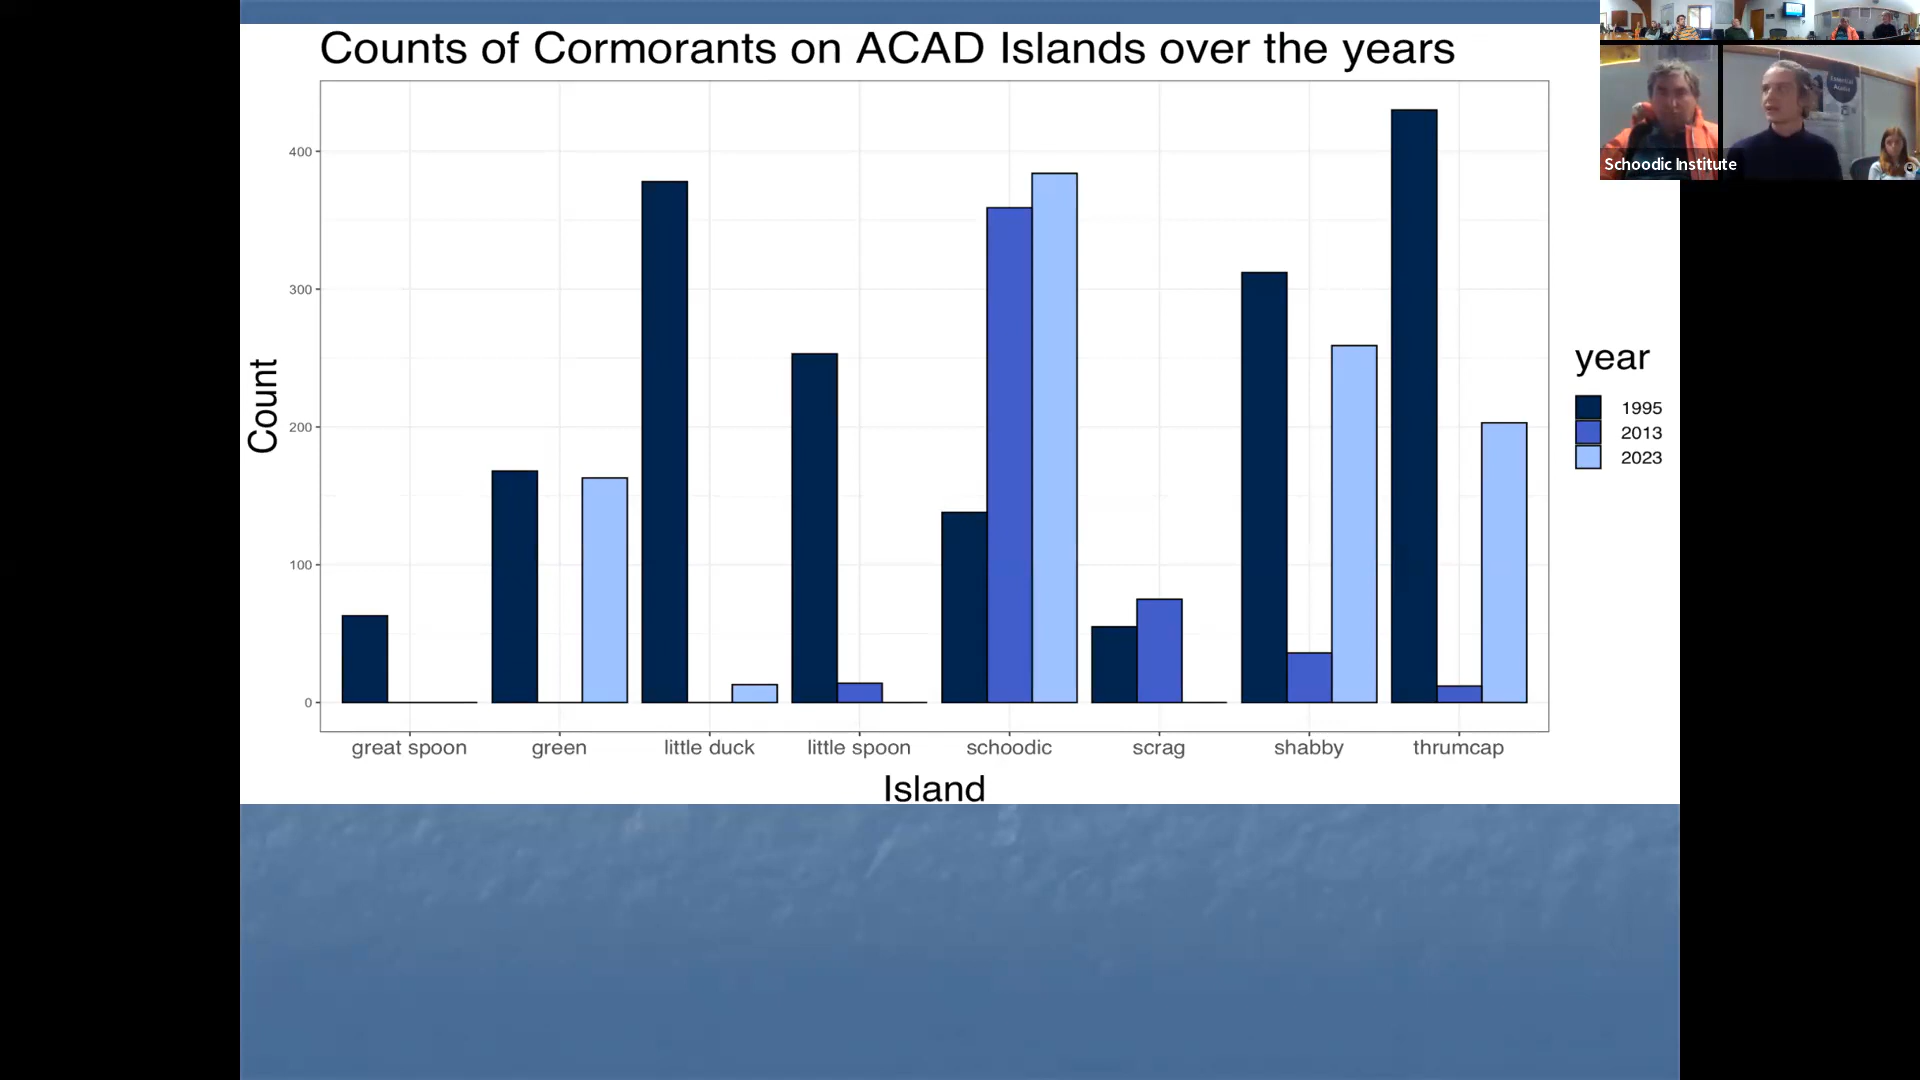 Counts of Cormorants on ACAD Islands over the years
Count
400
300
200
100
0
great spoon green little duck little spoon schoodic scrag shabby thrumcap
Island
year
1995
2013
2023
Schoodic Institute